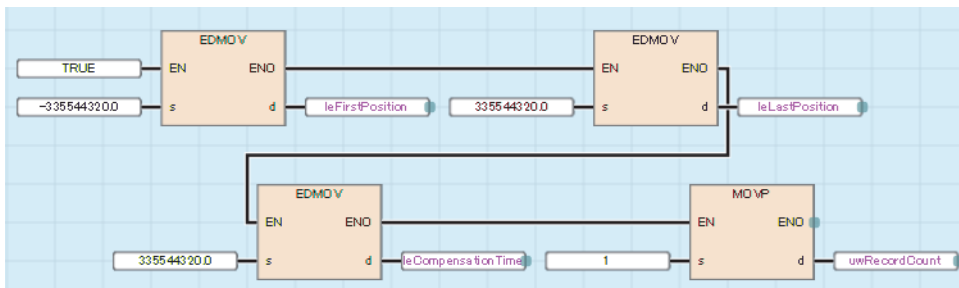 EDMOV
EDMOV
TRUE EN ENO EN ENO
-335544320.0 s d leFirstPosition 335544320.0 s d leLastPosition
EDMOV
MOVP
EN ENO EN ENO
335544320.0 s d leCompensationTime 1 s d uwRecordCount